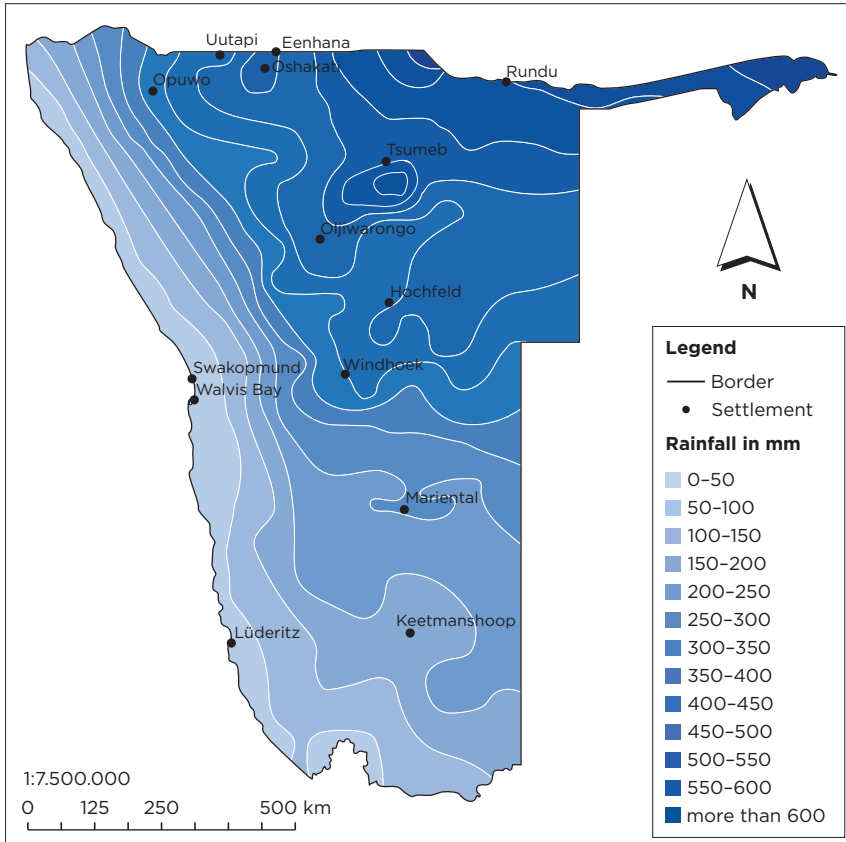 Uutapi
Eenhana
Oshakati
Opuwo
Rundu
Tsumeb
Oljiwarongo
Hochfeld
Windhoek
Swakopmund
Walvis Bay
Mariental
Keetmanshoop
Lüderitz
N
Legend
Border
Settlement
Rainfall in mm
0–50
50–100
100–150
150–200
200–250
250–300
300–350
350–400
400–450
450–500
500–550
550–600
more than 600
1:7.500.000
0 125 250 500 km